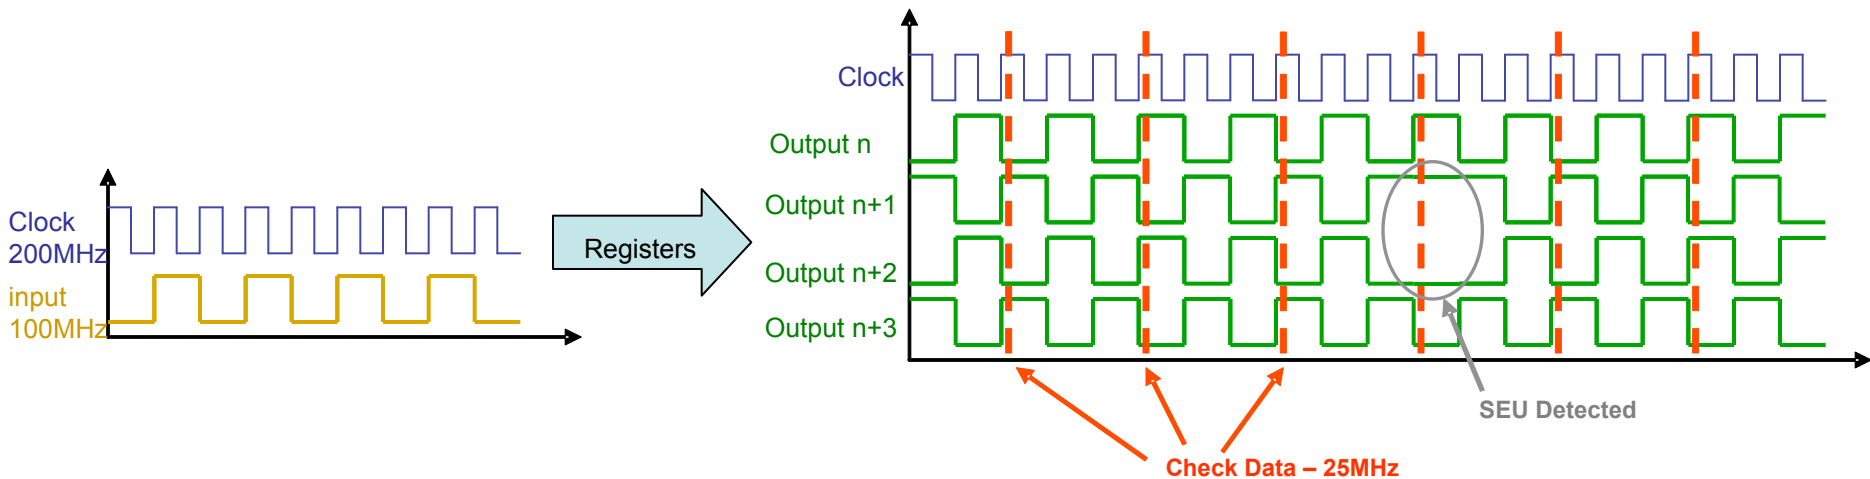 Clock
200MHz
input
100MHz
Registers
Clock
Output n
Output n+1
Output n+2
Output n+3
SEU Detected
Check Data – 25MHz